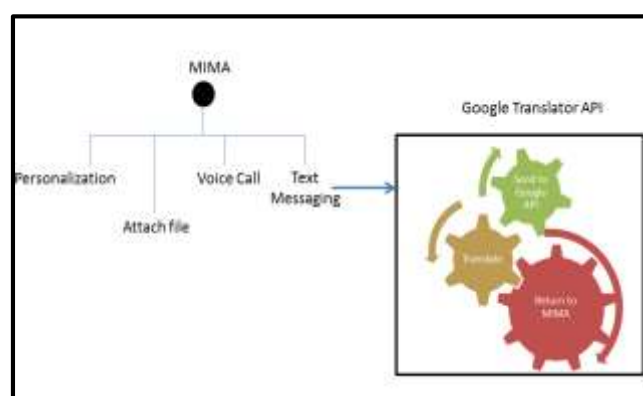 MIMA
Google Translator API
Personalization
Voice Call
Text
Messaging
Attach file
Send to
Google
API
Translate
Return to
MIMA